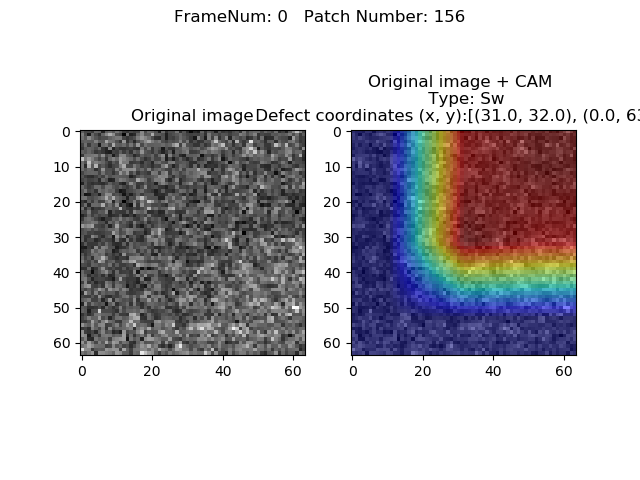 FrameNum: 0   Patch Number: 156
Original image + CAM
Type: Sw
Original image
Defect coordinates (x, y):[(31.0, 32.0), (0.0, 63
0
10
20
30
40
50
60
0 20 40 60
0
10
20
30
40
50
60
0 20 40 60